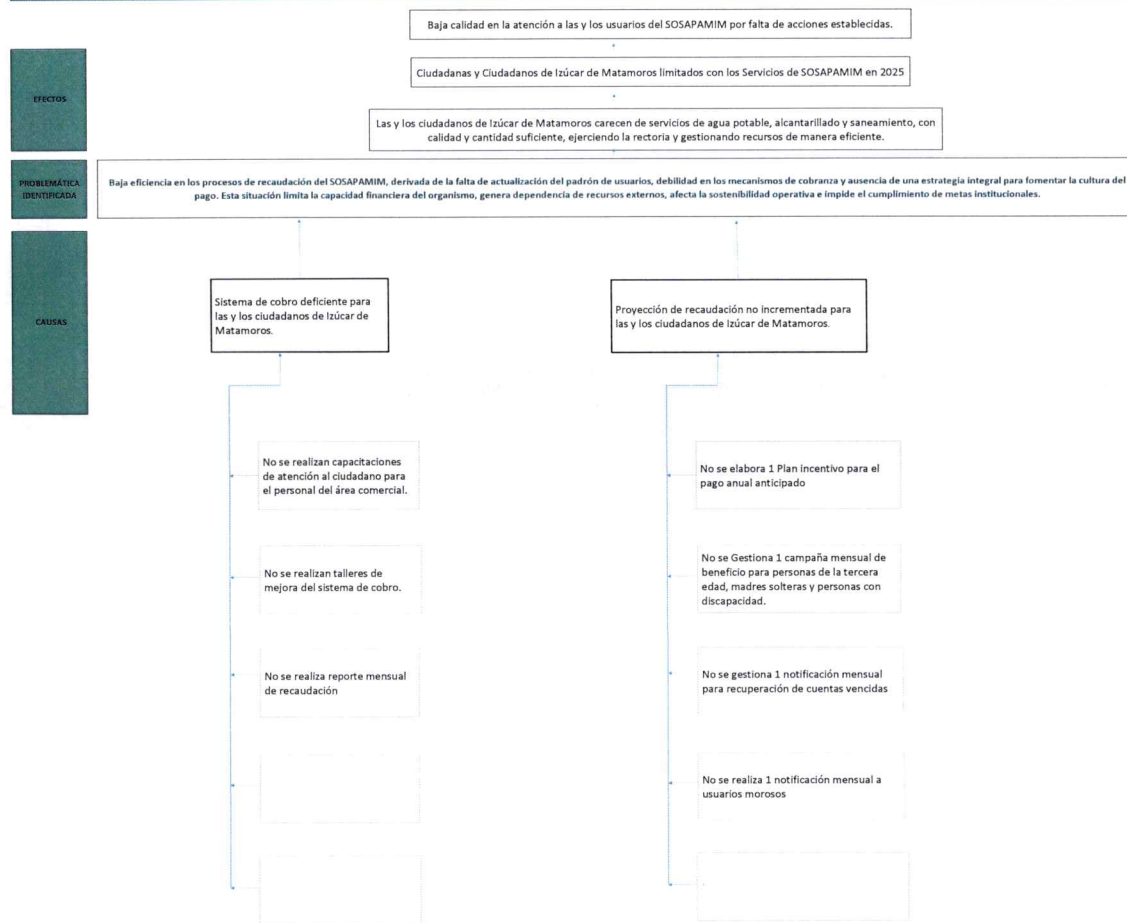 Baja calidad en la atención a las y los usuarios del SOSAPAMIM por falta de acciones establecidas.
EFECTOS
Ciudadanas y Ciudadanos de Izúcar de Matamoros limitados con los Servicios de SOSAPAMIM en 2025
Las y los ciudadanos de Izúcar de Matamoros carecen de servicios de agua potable, alcantarillado y saneamiento, con
calidad y cantidad suficiente, ejerciendo la rectoria y gestionando recursos de manera eficiente.
PROBLEMÁTICA
IDENTIFICADA
Baja eficiencia en los procesos de recaudación del SOSAPAMIM, derivada de la falta de actualización del padrón de usuarios, debilidad en los mecanismos de cobranza y ausencia de una estrategia integral para fomentar la cultura del
pago. Esta situación limita la capacidad financiera del organismo, genera dependencia de recursos externos, afecta la sostenibilidad operativa e impide el cumplimiento de metas institucionales.
CAUSAS
Sistema de cobro deficiente para
las y los ciudadanos de Izúcar de
Matamoros.
Proyección de recaudación no incrementada para
las y los ciudadanos de Izúcar de Matamoros.
No se realizan capacitaciones
de atención al ciudadano para
el personal del área comercial.
No se elabora 1 Plan incentivo para el
pago anual anticipado
No se realizan talleres de
mejora del sistema de cobro.
No se Gestiona 1 campaña mensual de
beneficio para personas de la tercera
edad, madres solteras y personas con
discapacidad.
No se realiza reporte mensual
de recaudación
No se gestiona 1 notificación mensual
para recuperación de cuentas vencidas
No se realiza 1 notificación mensual a
usuarios morosos